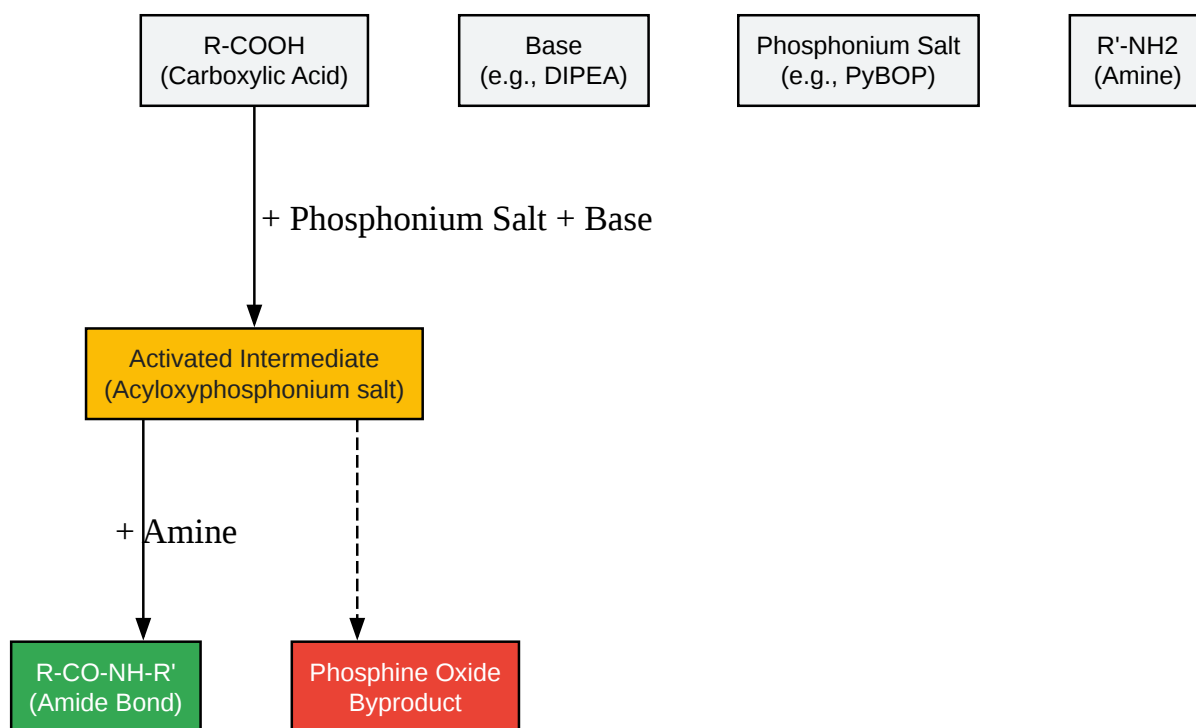 R-COOH
(Carboxylic Acid)
Base
(e.g., DIPEA)
Phosphonium Salt
(e.g., PyBOP)
R'-NH2
(Amine)
+ Phosphonium Salt + Base
Activated Intermediate
(Acyloxyphosphonium salt)
+ Amine
R-CO-NH-R'
(Amide Bond)
Phosphine Oxide
Byproduct